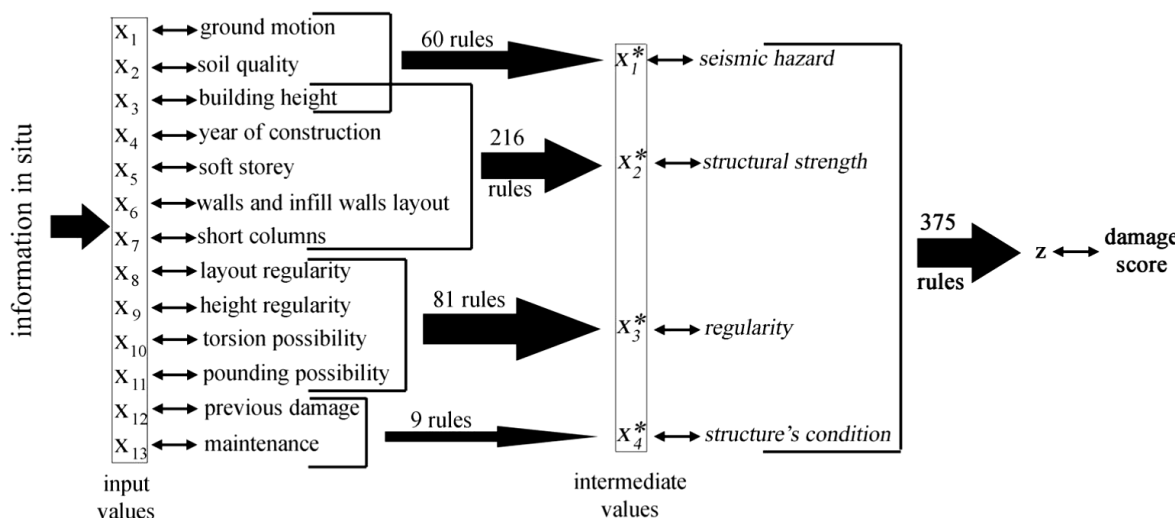 information in situ
x1 ground motion
x2 soil quality
x3 building height
x4 year of construction
x5 soft storey
x6 walls and infill walls layout
x7 short columns
x8 layout regularity
x9 height regularity
x10 torsion possibility
x11 pounding possibility
x12 previous damage
x13 maintenance
input
values
60 rules
216
rules
81 rules
9 rules
x*1 seismic hazard
x*2 structural strength
x*3 regularity
x*4 structure's condition
intermediate
values
375
rules
z
damage
score